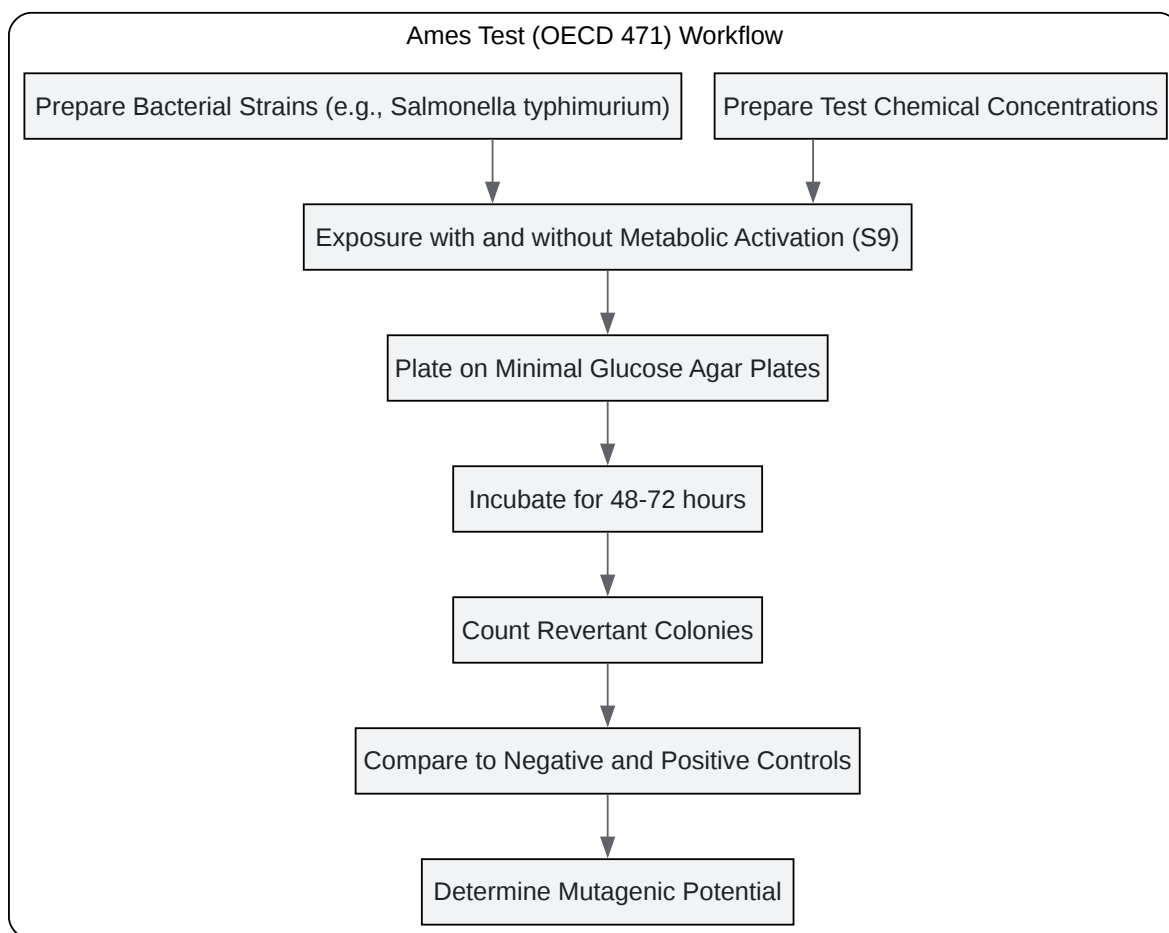 Ames Test (OECD 471) Workflow
Prepare Bacterial Strains (e.g., Salmonella typhimurium)
Prepare Test Chemical Concentrations
Exposure with and without Metabolic Activation (S9)
Plate on Minimal Glucose Agar Plates
Incubate for 48-72 hours
Count Revertant Colonies
Compare to Negative and Positive Controls
Determine Mutagenic Potential